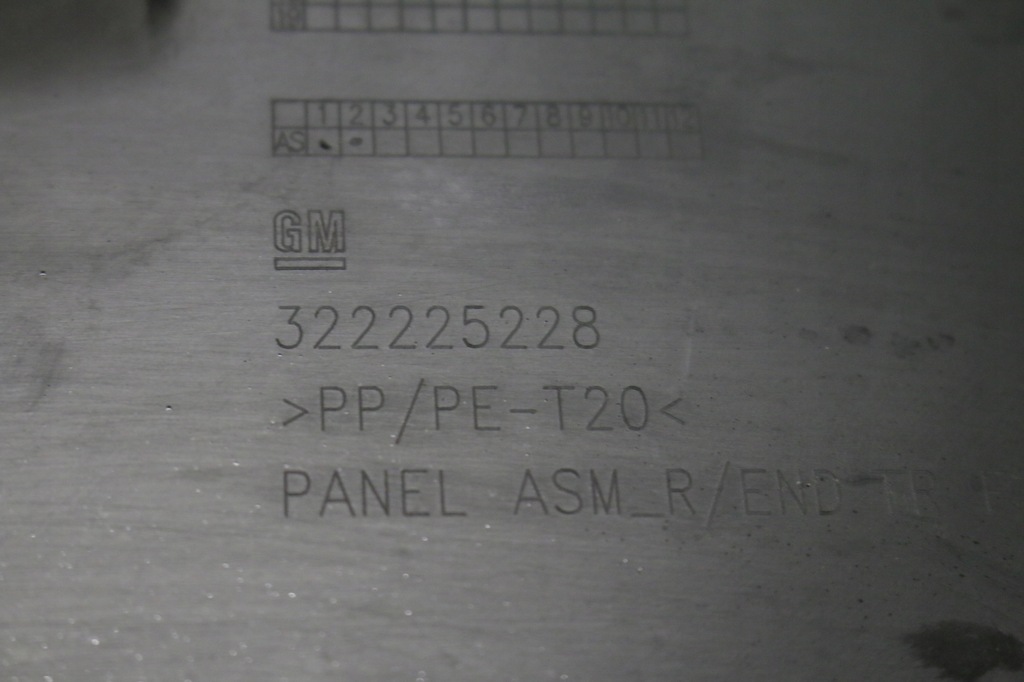 1 2 3 4 5 6 7 8 9 10 11 12
AS
GM
322225228
>PP/PE-T20<
PANEL ASM_R/END TR